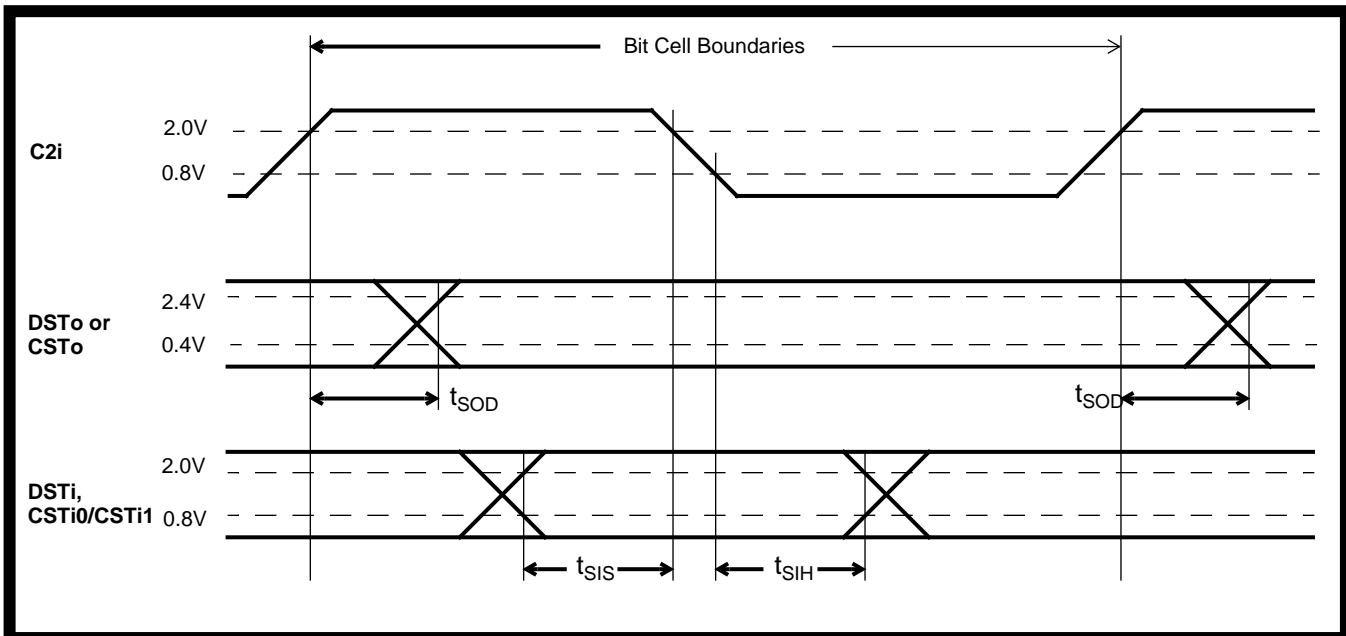 Bit Cell Boundaries
C2i
2.0V
0.8V
DSTo or
CSTo
2.4V
0.4V
tSOD
tSOD
DSTi,
CSTi0/CSTi1
2.0V
0.8V
tSIS
tSIH